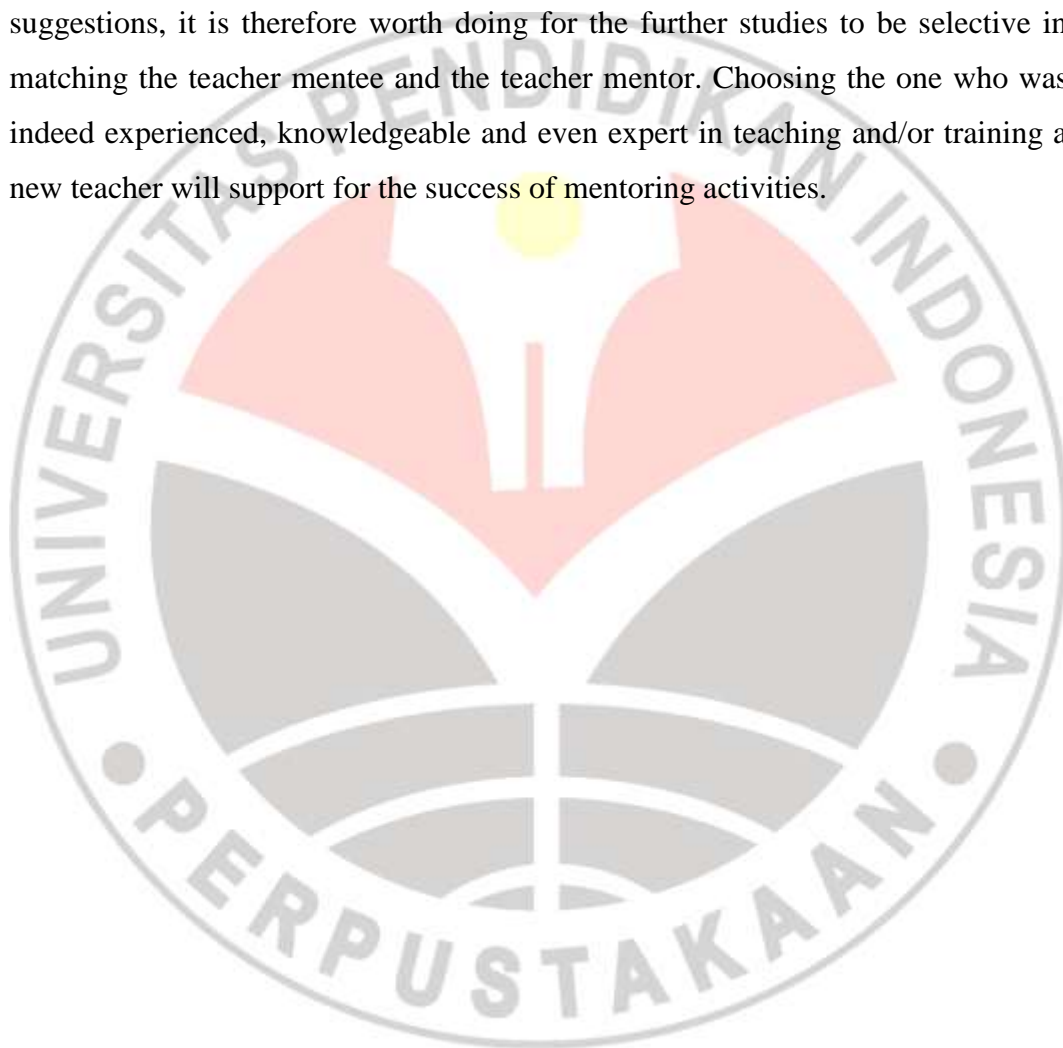 suggestions, it is therefore worth doing for the further studies to be selective in
matching the teacher mentee and the teacher mentor. Choosing the one who was
indeed experienced, knowledgeable and even expert in teaching and/or training a
new teacher will support for the success of mentoring activities.
UNIVERSITAS PENDIDIKAN INDONESIA
PERPUSTAKAAN